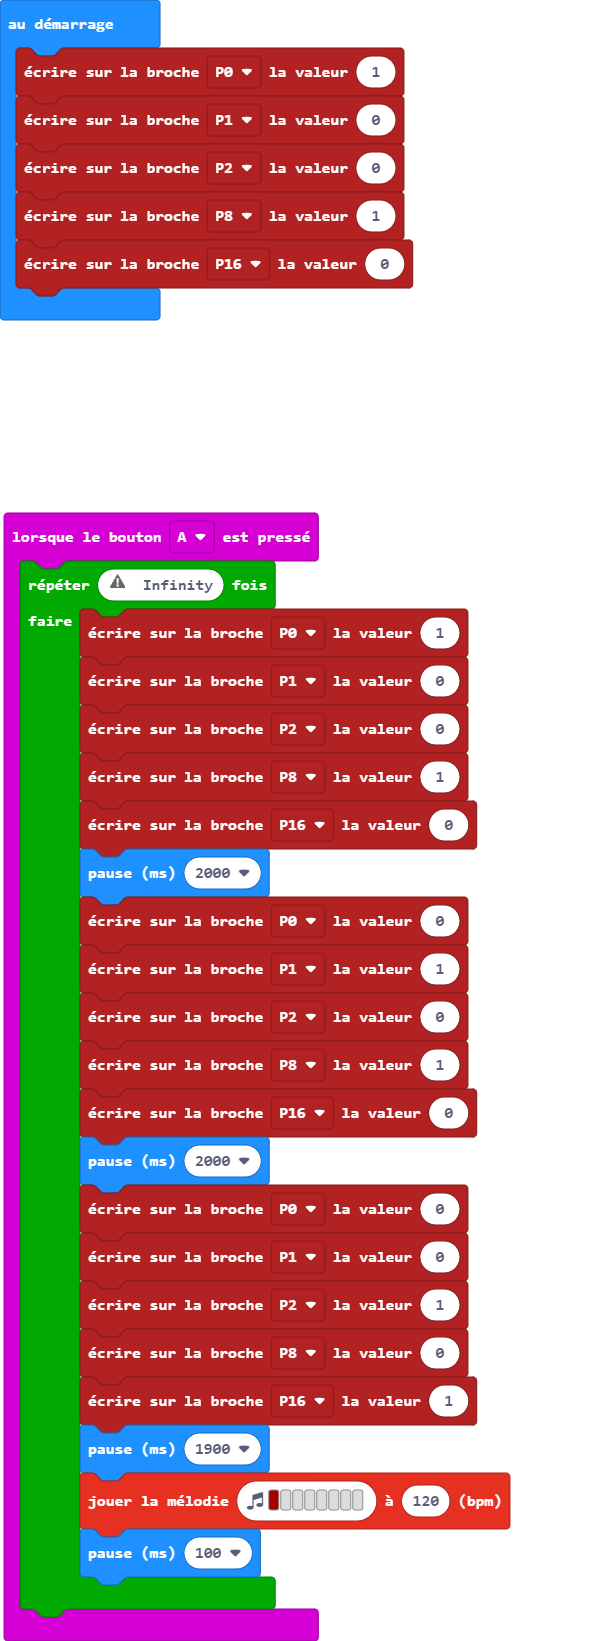 au démarrage
écrire sur la broche P0 la valeur 1
écrire sur la broche P1 la valeur 0
écrire sur la broche P2 la valeur 0
écrire sur la broche P8 la valeur 1
écrire sur la broche P16 la valeur 0
lorsque le bouton A est pressé
répéter Infinity fois
faire
écrire sur la broche P0 la valeur 1
écrire sur la broche P1 la valeur 0
écrire sur la broche P2 la valeur 0
écrire sur la broche P8 la valeur 1
écrire sur la broche P16 la valeur 0
pause (ms) 2000
écrire sur la broche P0 la valeur 0
écrire sur la broche P1 la valeur 1
écrire sur la broche P2 la valeur 0
écrire sur la broche P8 la valeur 1
écrire sur la broche P16 la valeur 0
pause (ms) 2000
écrire sur la broche P0 la valeur 0
écrire sur la broche P1 la valeur 0
écrire sur la broche P2 la valeur 1
écrire sur la broche P8 la valeur 0
écrire sur la broche P16 la valeur 1
pause (ms) 1900
jouer la mélodie à 120 (bpm)
pause (ms) 100